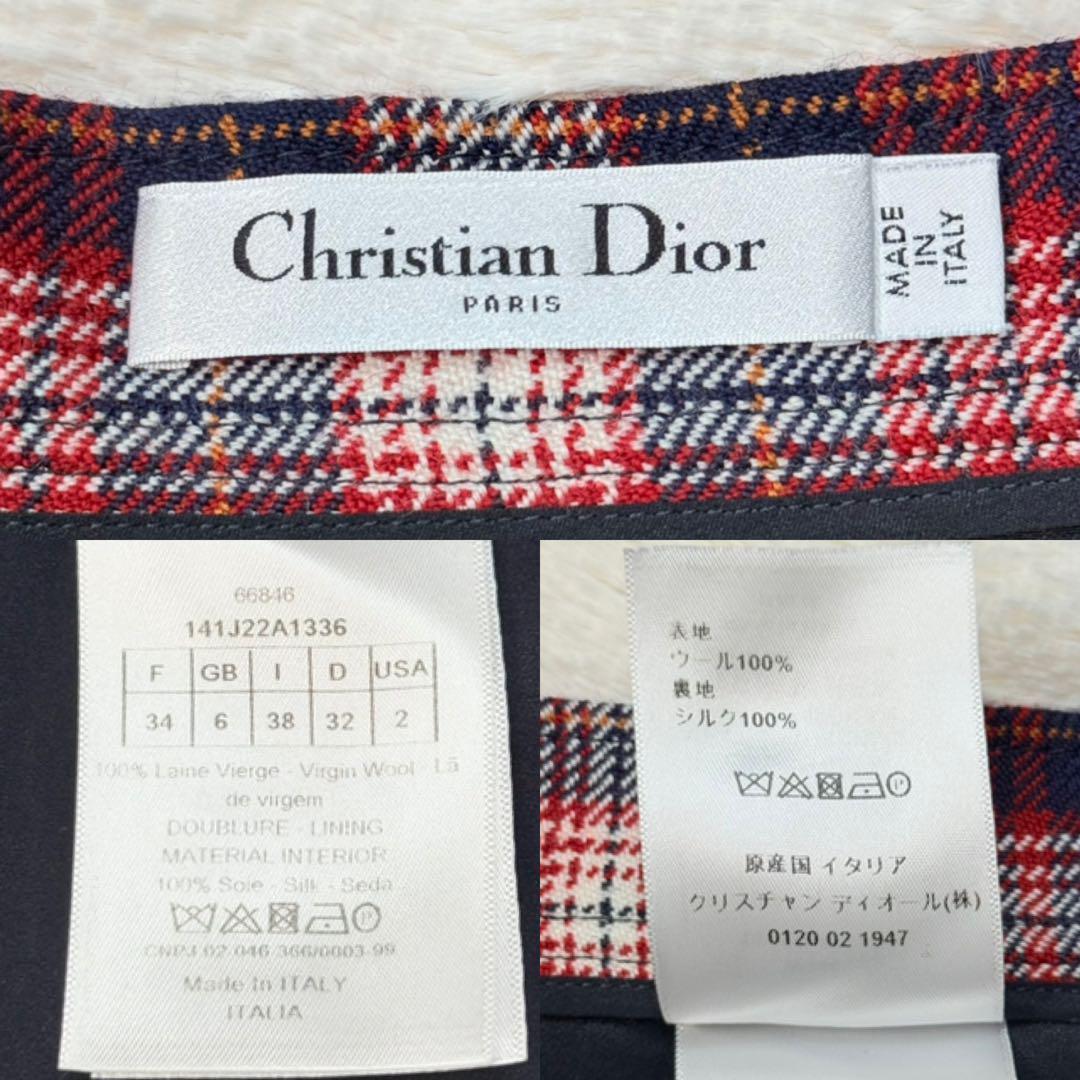 Christian Dior
PARIS
MADE
IN
ITALY
66846
141J22A1336
F GB I D USA
34 6 38 32 2
100% Laine Vierge - Virgin Wool - Lã
de virgem
DOUBLURE - LINING
MATERIAL INTERIOR
100% Soie - Silk - Seda
CNPJ 02 046 366/0003-99
Made In ITALY
ITALIA
表地
ウール100%
裏地
シルク100%
P
原産国 イタリア
クリスチャン ディオール(株)
0120 02 1947